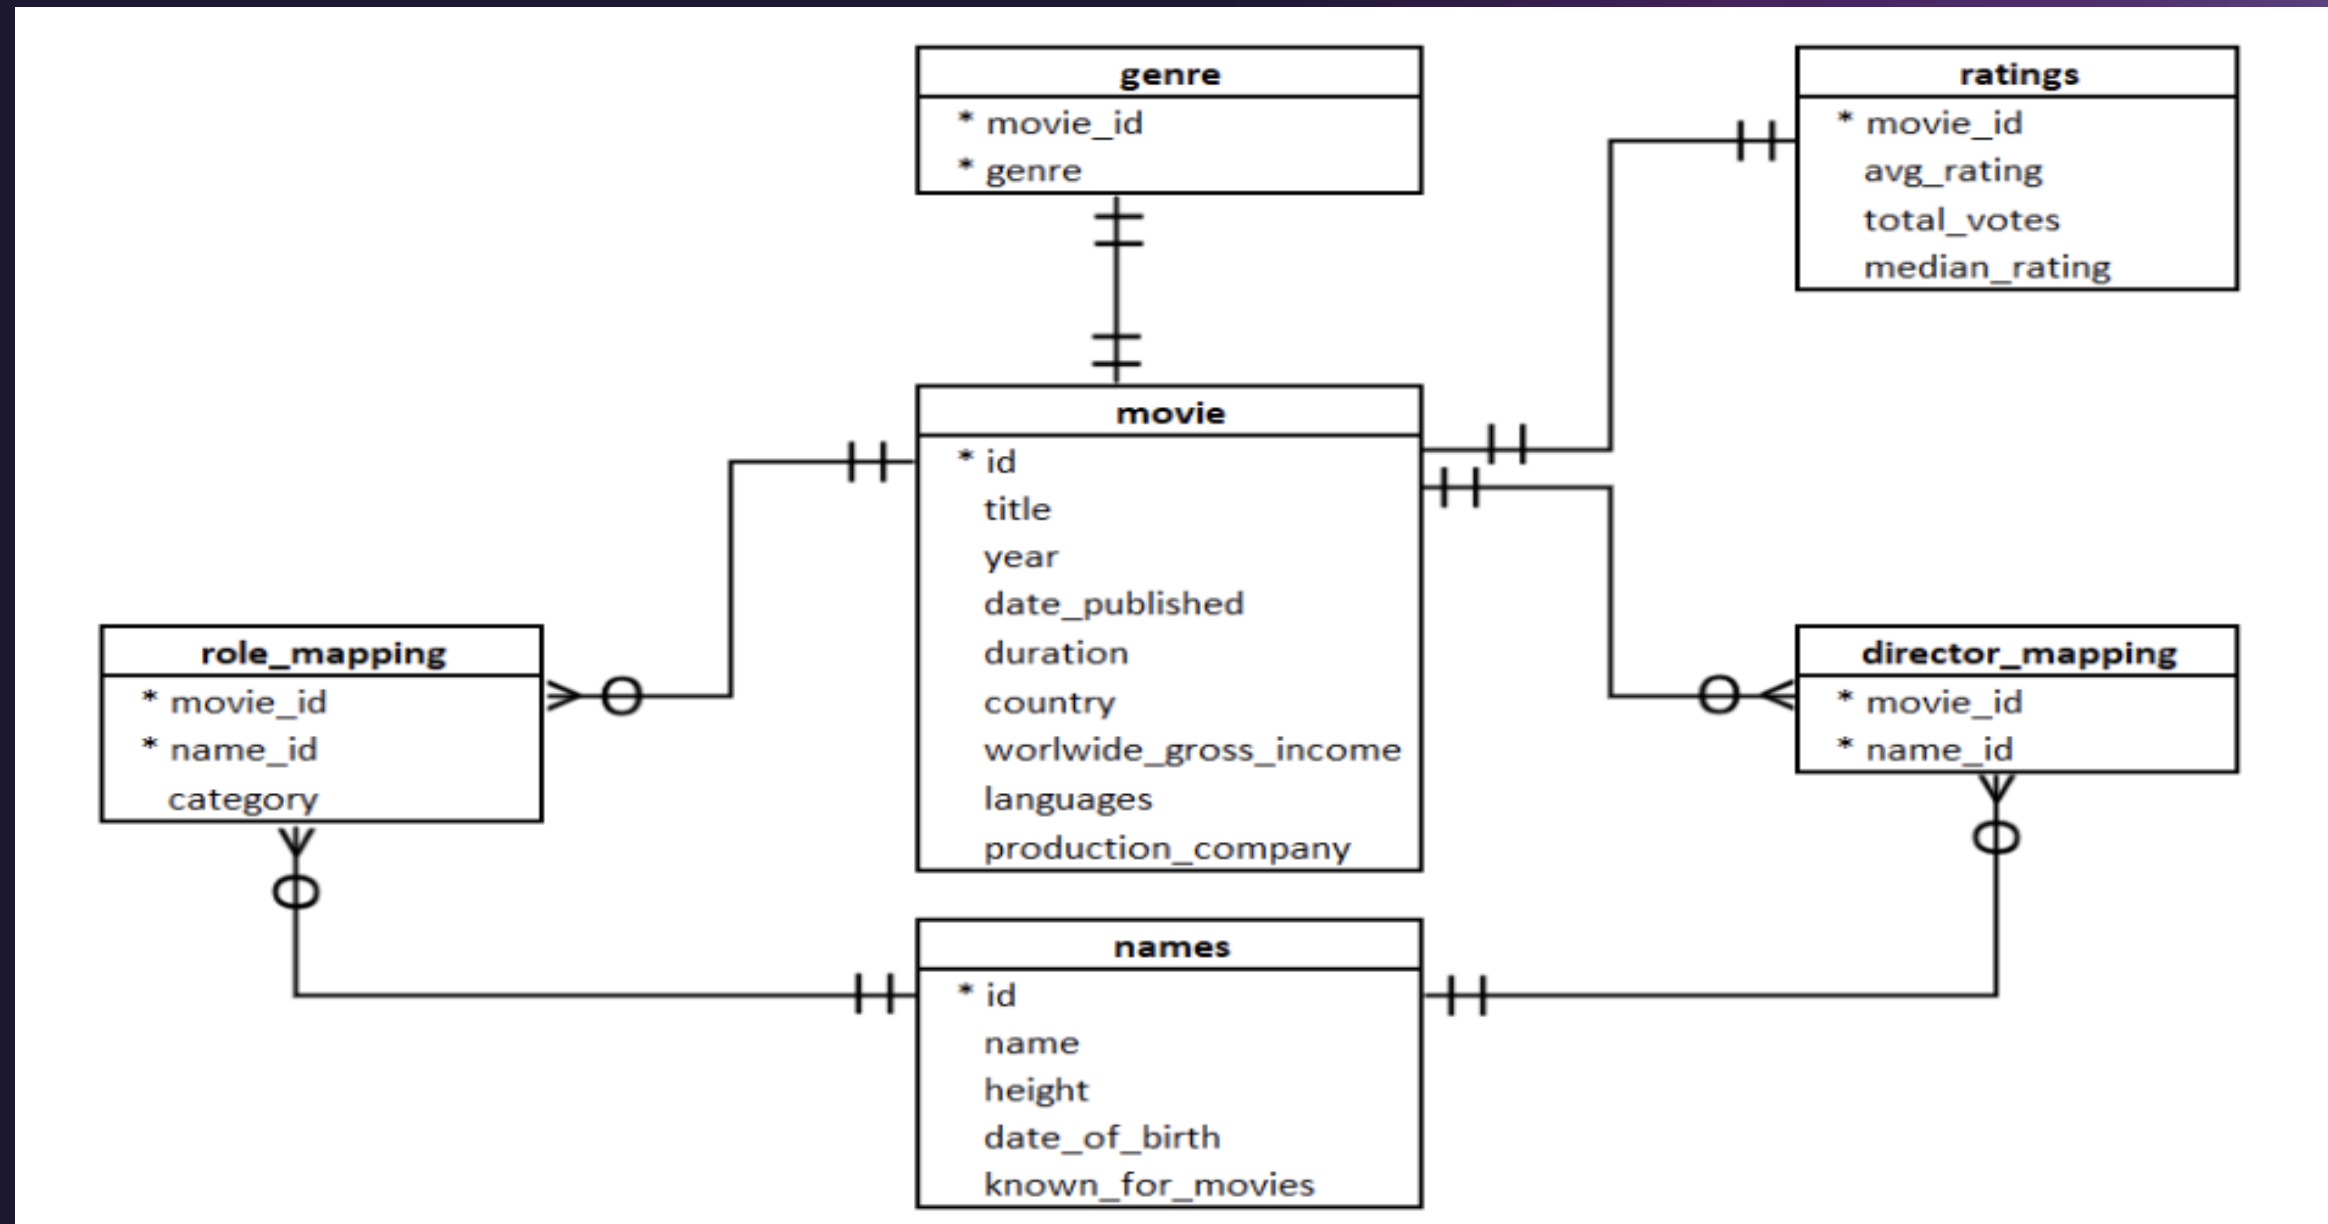 genre
* movie_id
* genre
ratings
* movie_id
avg_rating
total_votes
median_rating
movie
* id
title
year
date_published
duration
country
worlwide_gross_income
languages
production_company
role_mapping
* movie_id
* name_id
category
director_mapping
* movie_id
* name_id
names
* id
name
height
date_of_birth
known_for_movies